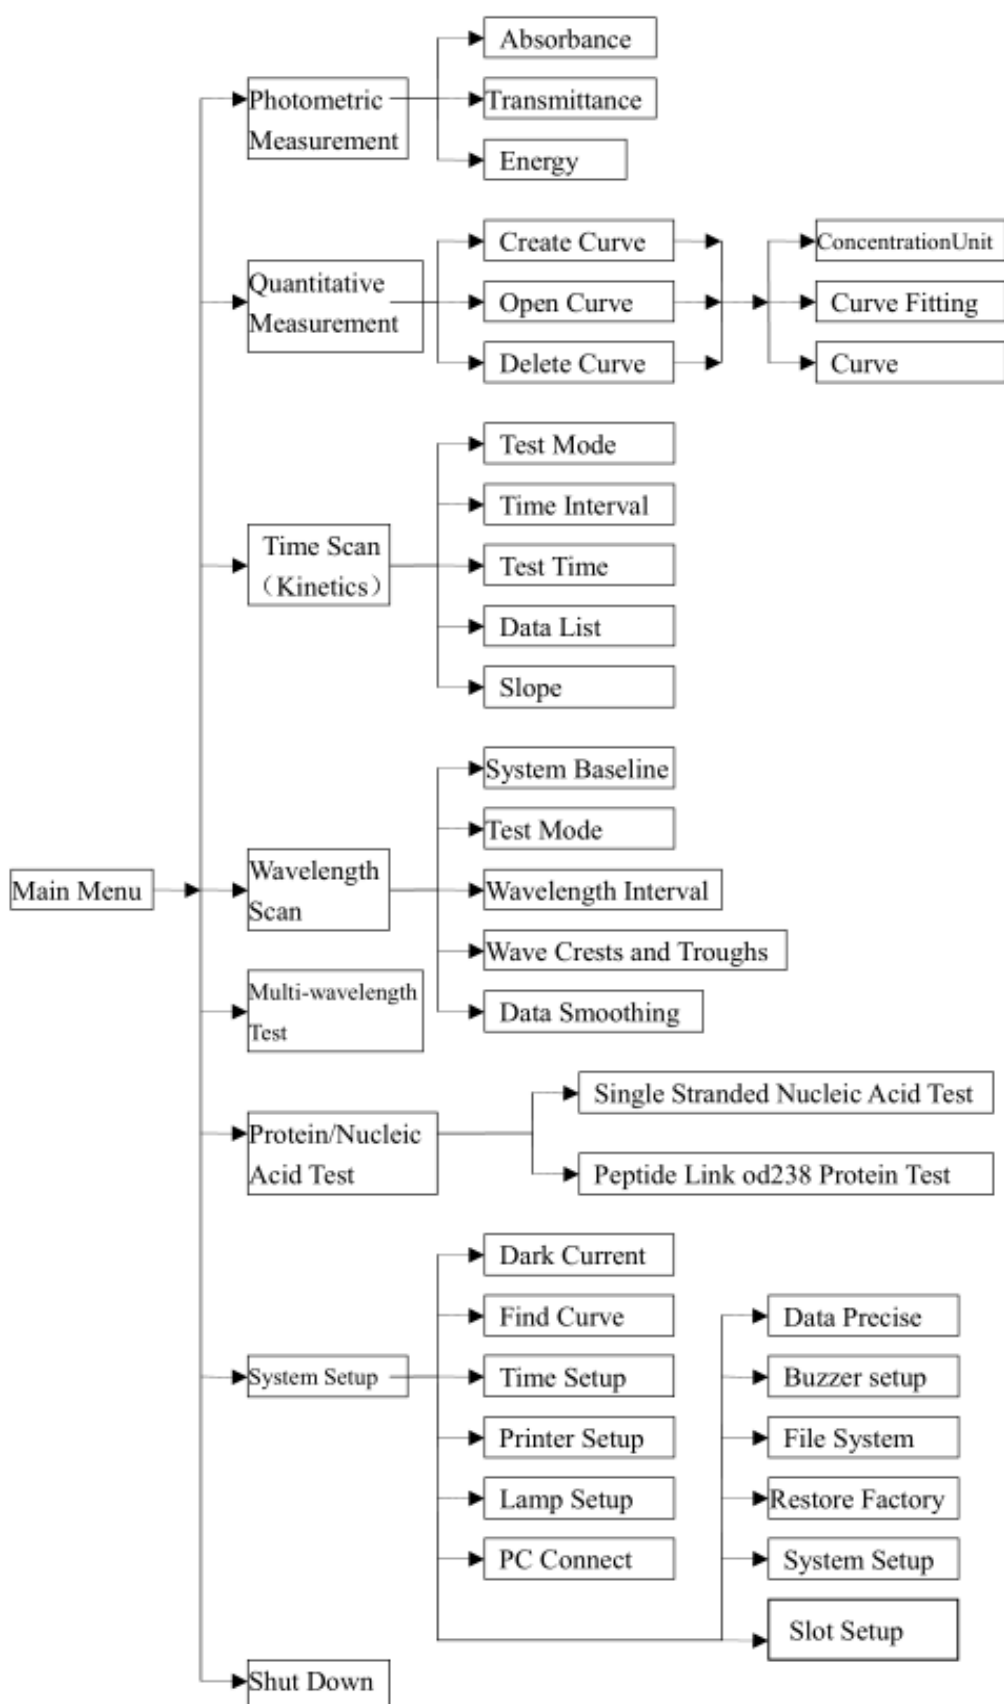 Absorbance
Photometric
Measurement
Transmittance
Energy
Quantitative
Measurement
Create Curve
Open Curve
Delete Curve
ConcentrationUnit
Curve Fitting
Curve
Time Scan
（Kinetics）
Test Mode
Time Interval
Test Time
Data List
Slope
Main Menu
Wavelength
Scan
System Baseline
Test Mode
Wavelength Interval
Wave Crests and Troughs
Data Smoothing
Multi-wavelength
Test
Protein/Nucleic
Acid Test
Single Stranded Nucleic Acid Test
Peptide Link od238 Protein Test
System Setup
Dark Current
Find Curve
Time Setup
Printer Setup
Lamp Setup
PC Connect
Data Precise
Buzzer setup
File System
Restore Factory
System Setup
Slot Setup
Shut Down